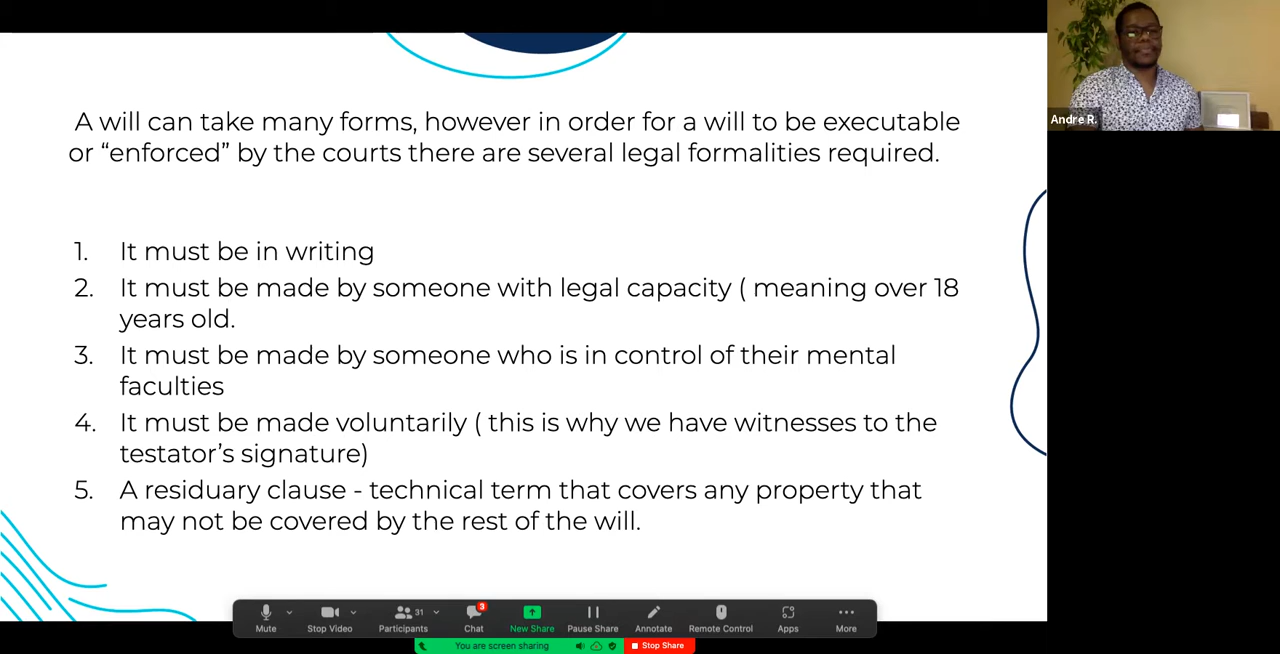 A will can take many forms, however in order for a will to be executable
or “enforced” by the courts there are several legal formalities required.
1. It must be in writing
2. It must be made by someone with legal capacity ( meaning over 18
years old.
3. It must be made by someone who is in control of their mental
faculties
4. It must be made voluntarily ( this is why we have witnesses to the
testator’s signature)
5. A residuary clause - technical term that covers any property that
may not be covered by the rest of the will.
Andre R.
31
3
Mute
Stop Video
Participants
Chat
New Share
Pause Share
Annotate
Remote Control
Apps
More
You are screen sharing
Stop Share